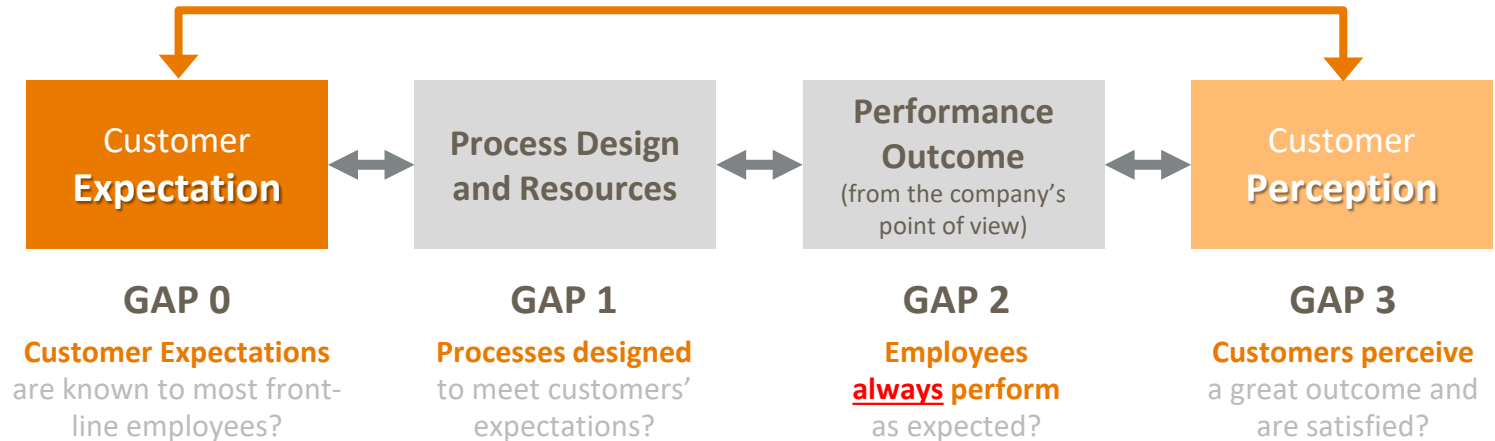 Customer
Expectation
Process Design
and Resources
Performance
Outcome
(from the company's
point of view)
Customer
Perception
GAP 0
Customer Expectations
are known to most front-
line employees?
GAP 1
Processes designed
to meet customers'
expectations?
GAP 2
Employees
always perform
as expected?
GAP 3
Customers perceive
a great outcome and
are satisfied?